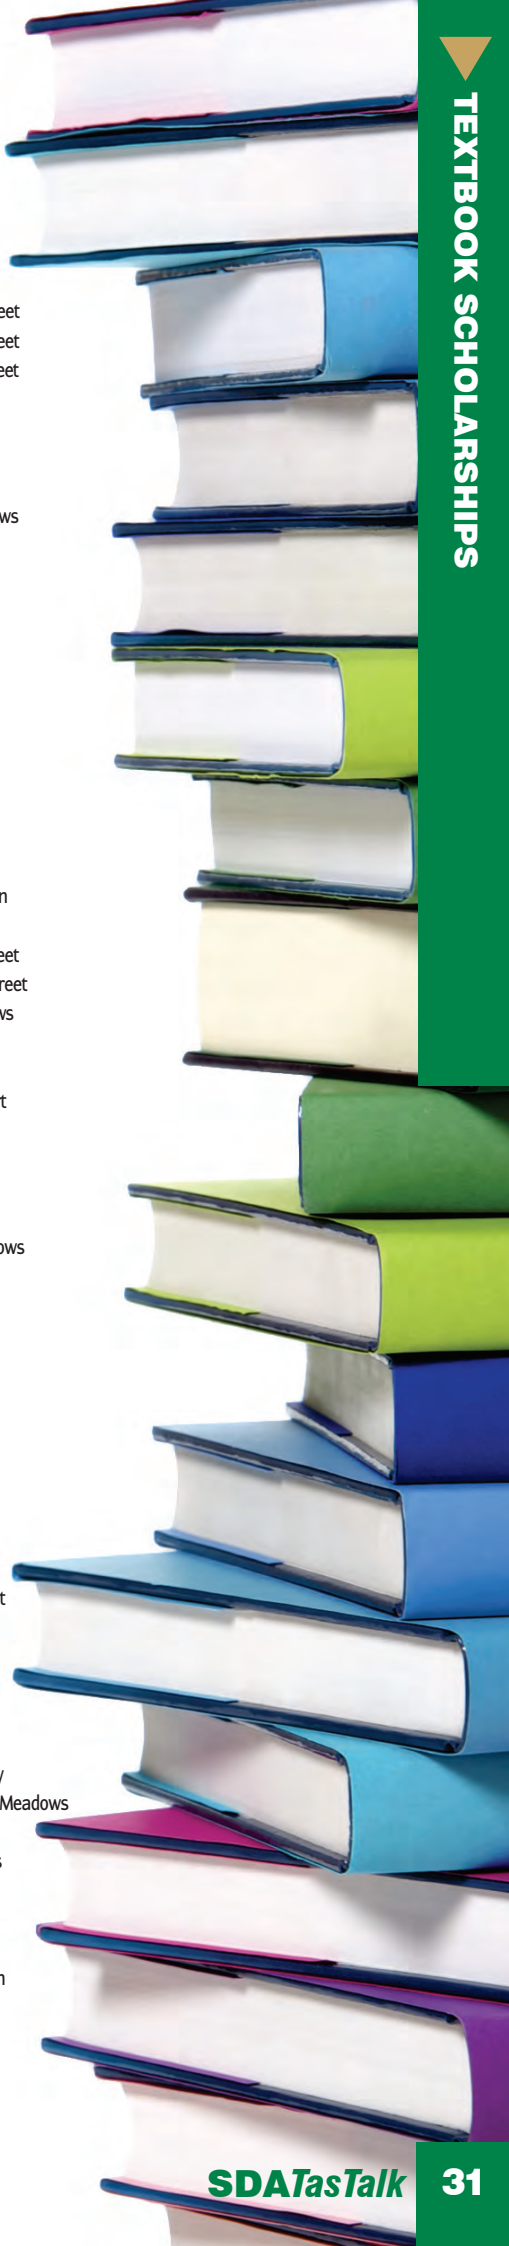 TEXTBOOK SCHOLARSHIPS
eet
eet
eet
ws
n
eet
reet
ws
t
ows
t
Meadows
s
n
SDATasTalk 31